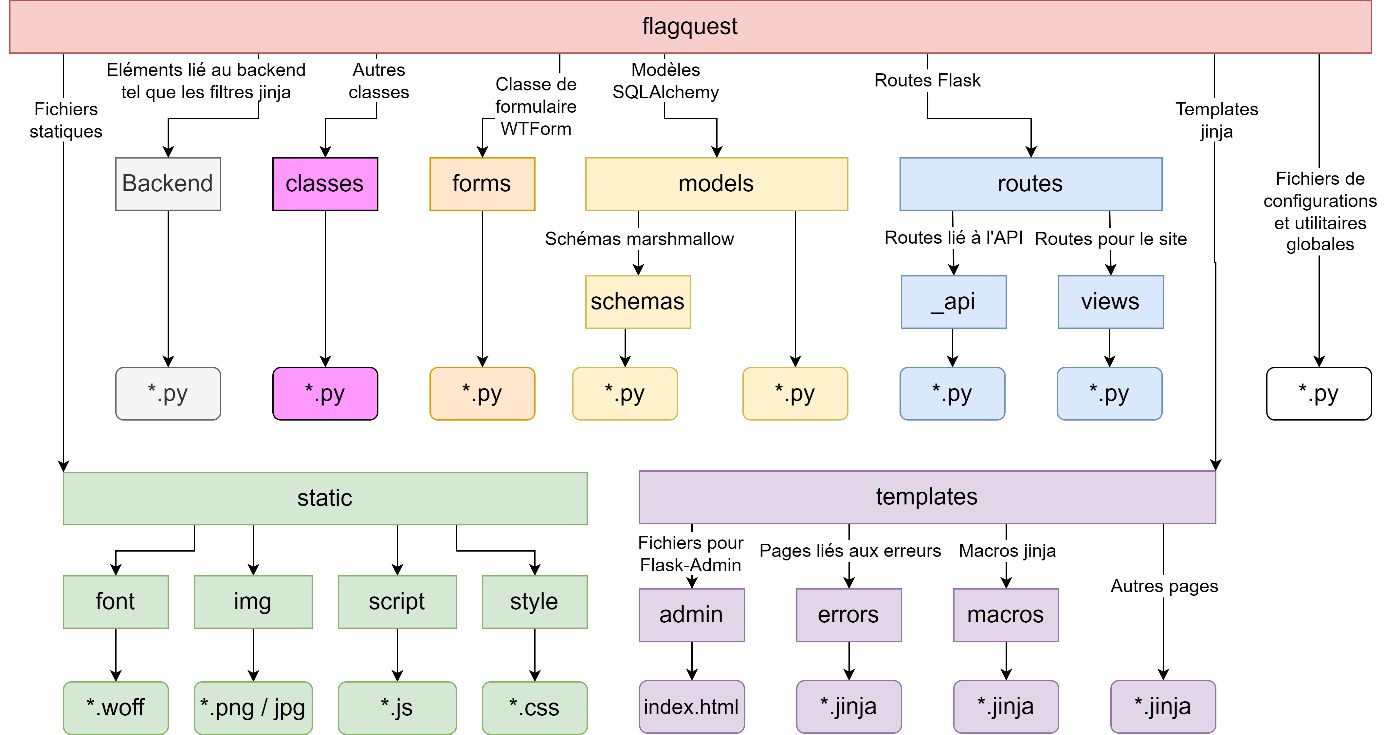 flagquest
Fichiers
statiques
Eléments lié au backend
tel que les filtres jinja
Autres
classes
Classe de
formulaire
WTForm
Modèles
SQLAlchemy
Routes Flask
Templates
jinja
Fichiers de
configurations
et utilitaires
globales
Backend
classes
forms
models
routes
Schémas marshmallow
Routes lié à l'API
Routes pour le site
schemas
_api
views
*.py
*.py
*.py
*.py
*.py
*.py
*.py
*.py
static
templates
Fichiers pour
Flask-Admin
Pages liés aux erreurs
Macros jinja
Autres pages
font
img
script
style
admin
errors
macros
*.woff
*.png / jpg
*.js
*.css
index.html
*.jinja
*.jinja
*.jinja